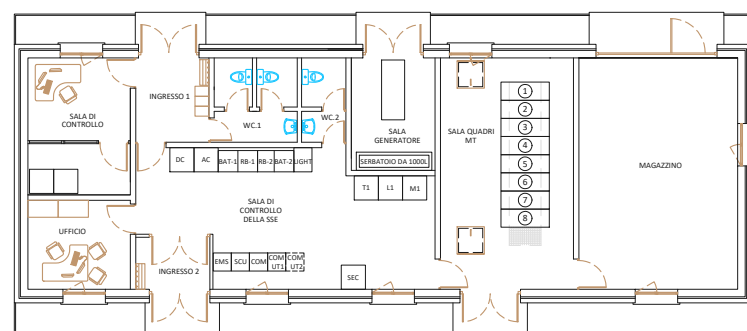 SALA DI
CONTROLLO
INGRESSO 1
WC.1
WC.2
SALA
GENERATORE
SERBATOIO DA 1000L
SALA QUADRI
MT
1
2
3
4
5
6
7
8
MAGAZZINO
DC
AC
BAT-1
RB-1
RB-2
BAT-2
LIGHT
T1
L1
M1
SALA DI
CONTROLLO
DELLA SSE
UFFICIO
INGRESSO 2
EMS
SCU
COM
COM
UT1
COM
UT2
SEC